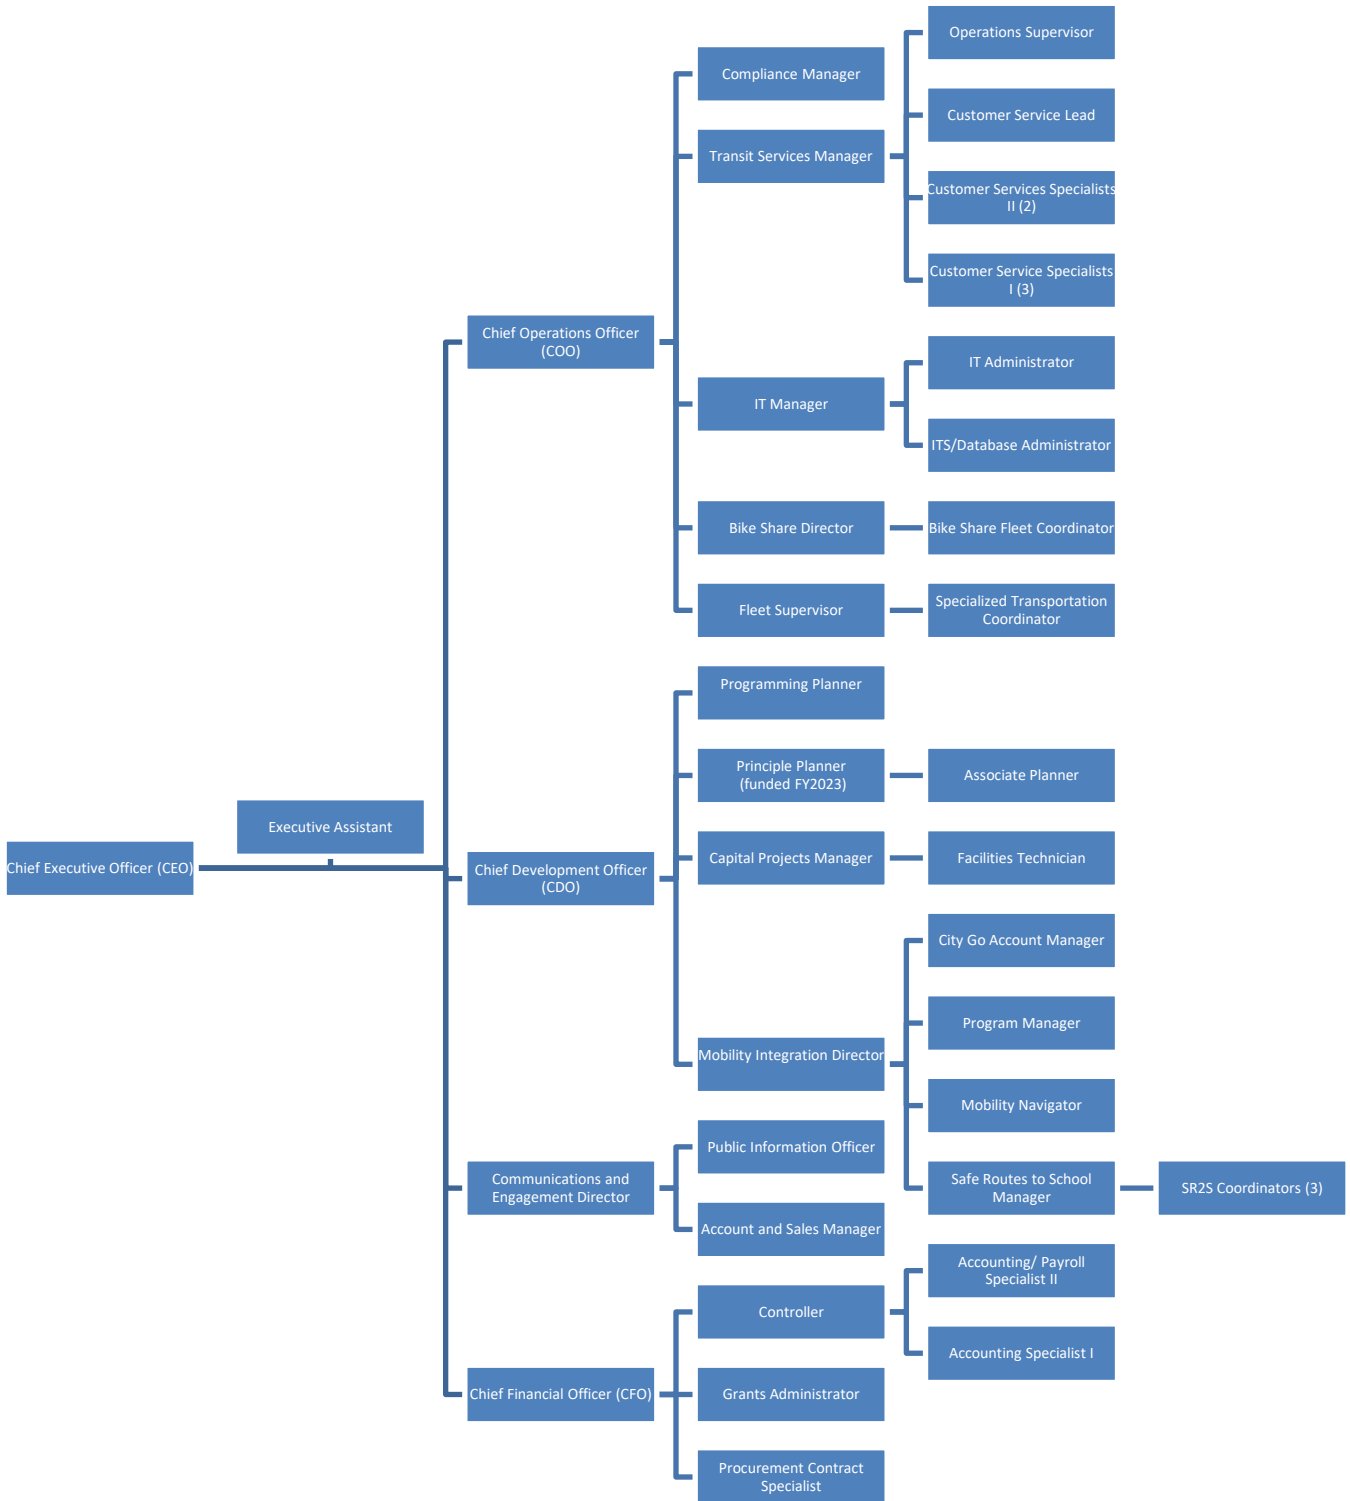 Operations Supervisor
Compliance Manager
Customer Service Lead
Transit Services Manager
Customer Services Specialists
II (2)
Customer Service Specialists
I (3)
Chief Operations Officer
(COO)
IT Administrator
IT Manager
ITS/Database Administrator
Bike Share Director
Bike Share Fleet Coordinator
Fleet Supervisor
Specialized Transportation
Coordinator
Programming Planner
Principle Planner
(funded FY2023)
Associate Planner
Executive Assistant
Chief Executive Officer (CEO)
Chief Development Officer
(CDO)
Capital Projects Manager
Facilities Technician
City Go Account Manager
Program Manager
Mobility Integration Director
Mobility Navigator
Public Information Officer
Communications and
Engagement Director
Safe Routes to School
Manager
SR2S Coordinators (3)
Account and Sales Manager
Accounting/ Payroll
Specialist II
Controller
Accounting Specialist I
Chief Financial Officer (CFO)
Grants Administrator
Procurement Contract
Specialist